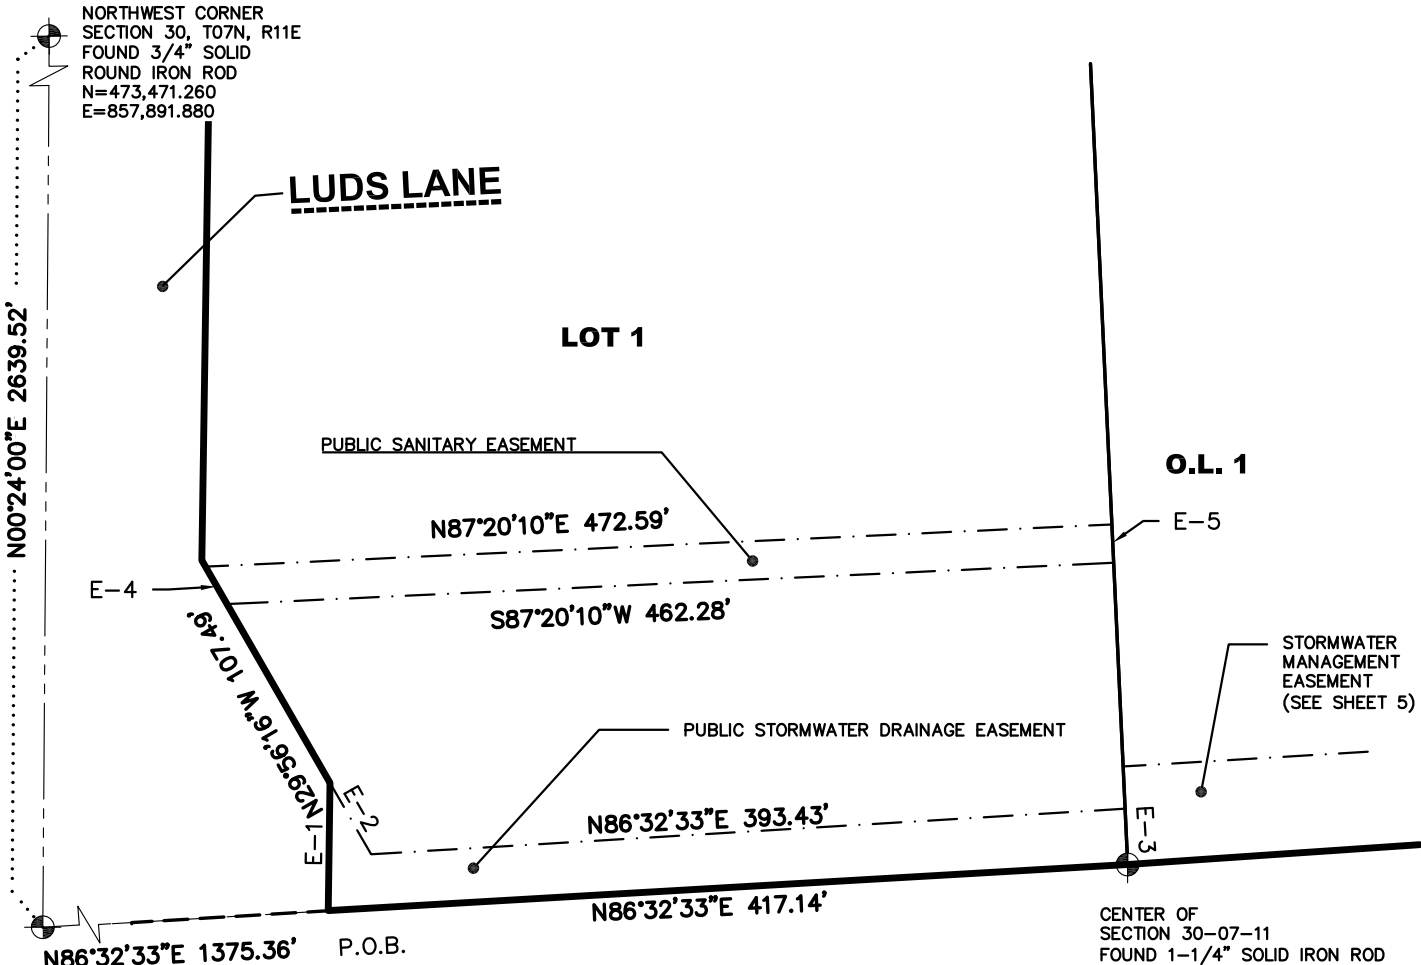 NORTHWEST CORNER
SECTION 30, T07N, R11E
FOUND 3/4" SOLID
ROUND IRON ROD
N=473,471.260
E=857,891.880
LUDS LANE
N00°24'00"E 2639.52'
LOT 1
PUBLIC SANITARY EASEMENT
O.L. 1
N87°20'10"E 472.59'
E-5
E-4
S87°20'10"W 462.28'
N29°56'16"W 107.49'
STORMWATER
MANAGEMENT
EASEMENT
(SEE SHEET 5)
PUBLIC STORMWATER DRAINAGE EASEMENT
E-2
E-1
N86°32'33"E 393.43'
E-3
N86°32'33"E 417.14'
N86°32'33"E 1375.36'
P.O.B.
CENTER OF
SECTION 30-07-11
FOUND 1-1/4" SOLID IRON ROD